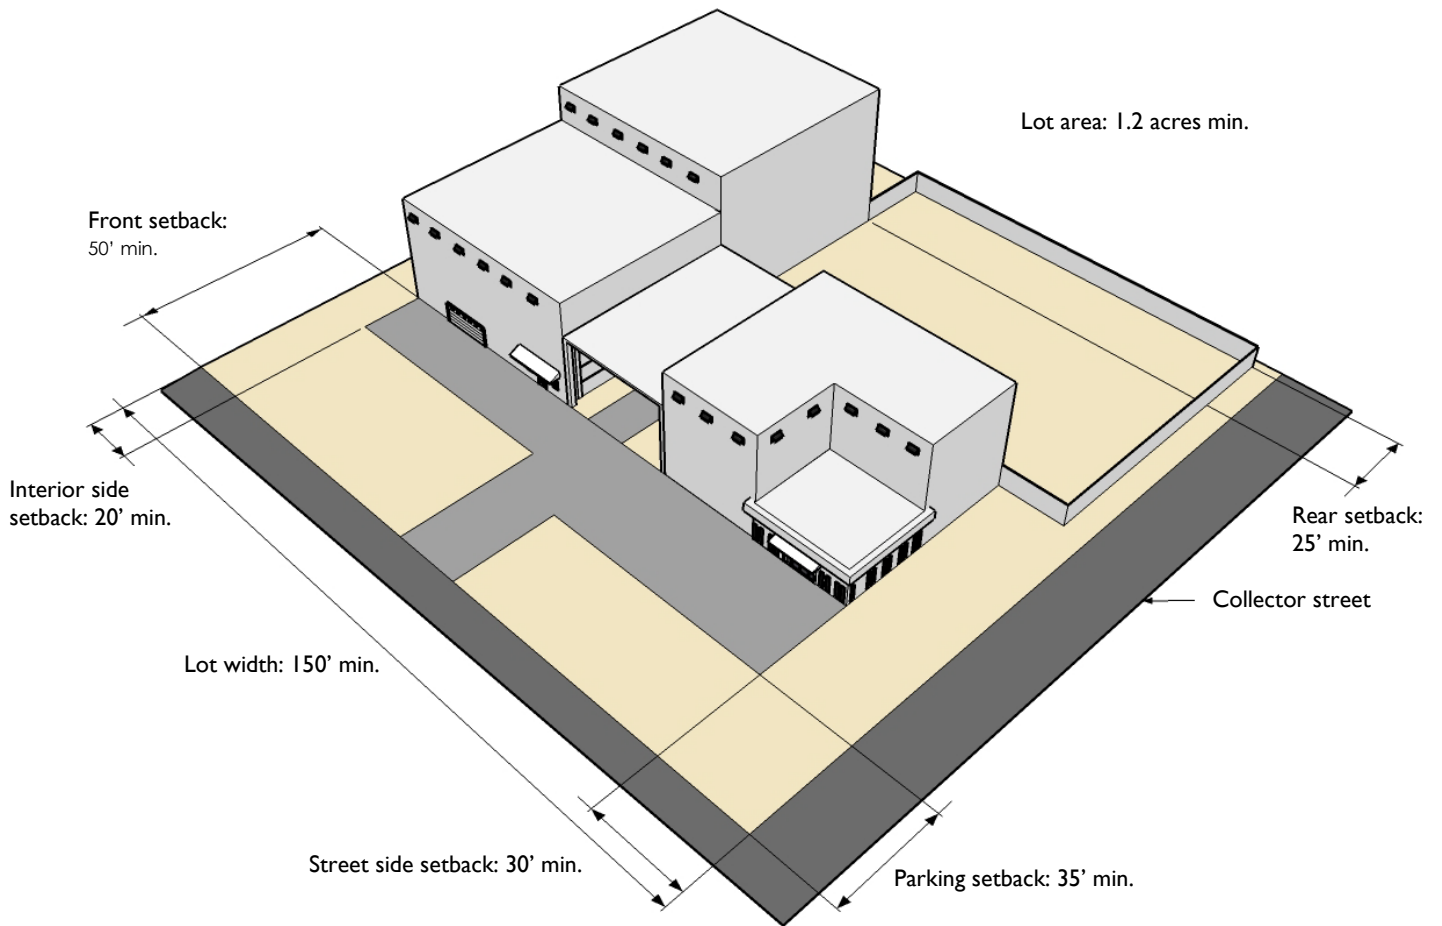 Lot area: 1.2 acres min.
Front setback:
50’ min.
Interior side
setback: 20’ min.
Rear setback:
25’ min.
Collector street
Lot width: 150’ min.
Street side setback: 30’ min.
Parking setback: 35’ min.